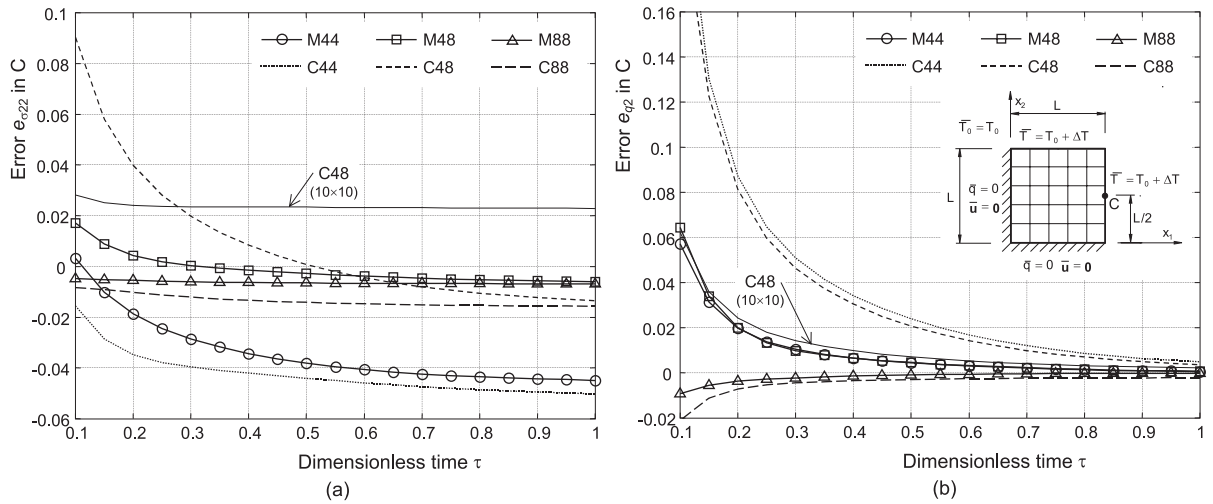 Error e_σ22 in C
0.1
0.08
0.06
0.04
0.02
0
-0.02
-0.04
-0.06
M44 M48 M88
C44 C48 C88
C48
(10×10)
0.1 0.2 0.3 0.4 0.5 0.6 0.7 0.8 0.9 1
Dimensionless time τ
(a)
Error e_q2 in C
0.16
0.14
0.12
0.1
0.08
0.06
0.04
0.02
0
-0.02
M44 M48 M88
C44 C48 C88
x₂
L
T̅₀ = T₀
T̅ = T₀ + ΔT
T̅ = T₀ + ΔT
q̅ = 0
L
u̅ = 0
C
L/2
x₁
q̅ = 0 u̅ = 0
C48
(10×10)
0.1 0.2 0.3 0.4 0.5 0.6 0.7 0.8 0.9 1
Dimensionless time τ
(b)